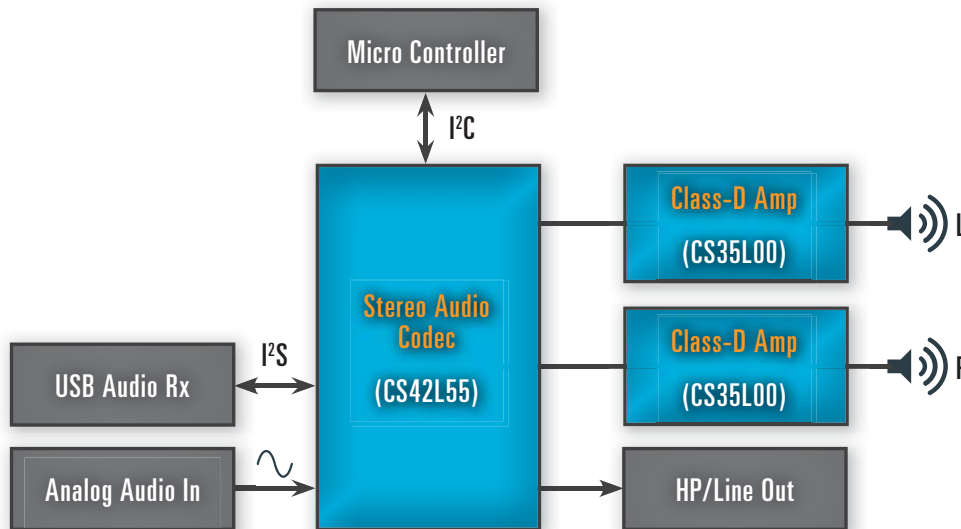 Micro Controller
I²C
Class-D Amp
(CS35L00)
L
Stereo Audio
Codec
(CS42L55)
Class-D Amp
(CS35L00)
I²S
USB Audio Rx
Analog Audio In
HP/Line Out